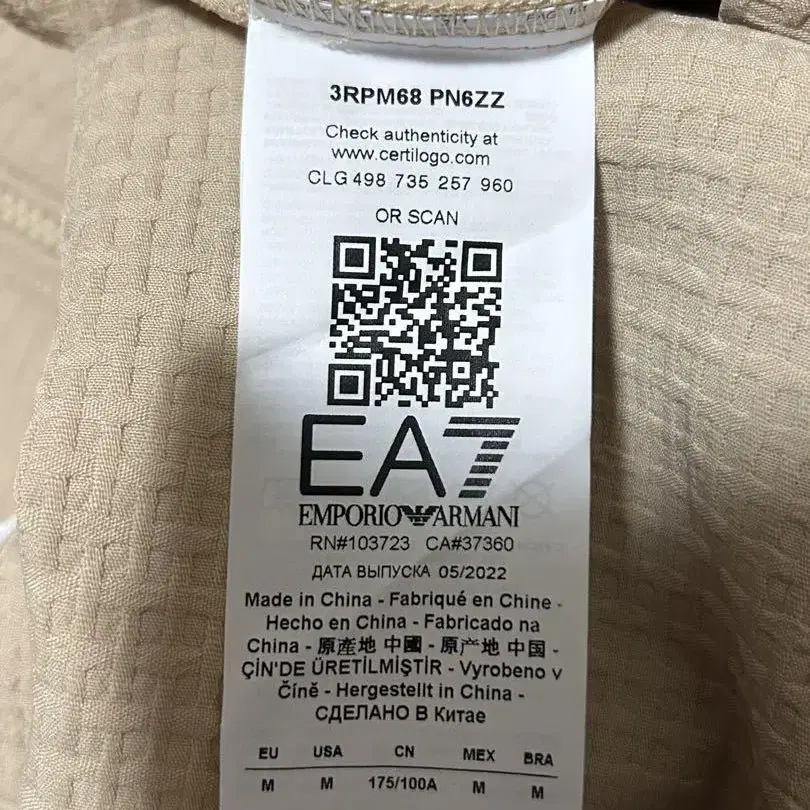 3RPM68 PN6ZZ
Check authenticity at
www.certilogo.com
CLG 498 735 257 960
OR SCAN
EA7
EMPORIO ARMANI
RN#103723 CA#37360
ДАТА ВЫПУСКА 05/2022
Made in China - Fabriqué en Chine -
Hecho en China - Fabricado na
China - 原產地 中國 - 原产地 中国 -
ÇİN'DE ÜRETİLMİŞTİR - Vyrobeno v
Číně - Hergestellt in China -
СДЕЛАНО В Китае
EU USA CN MEX BRA
M M 175/100A M M